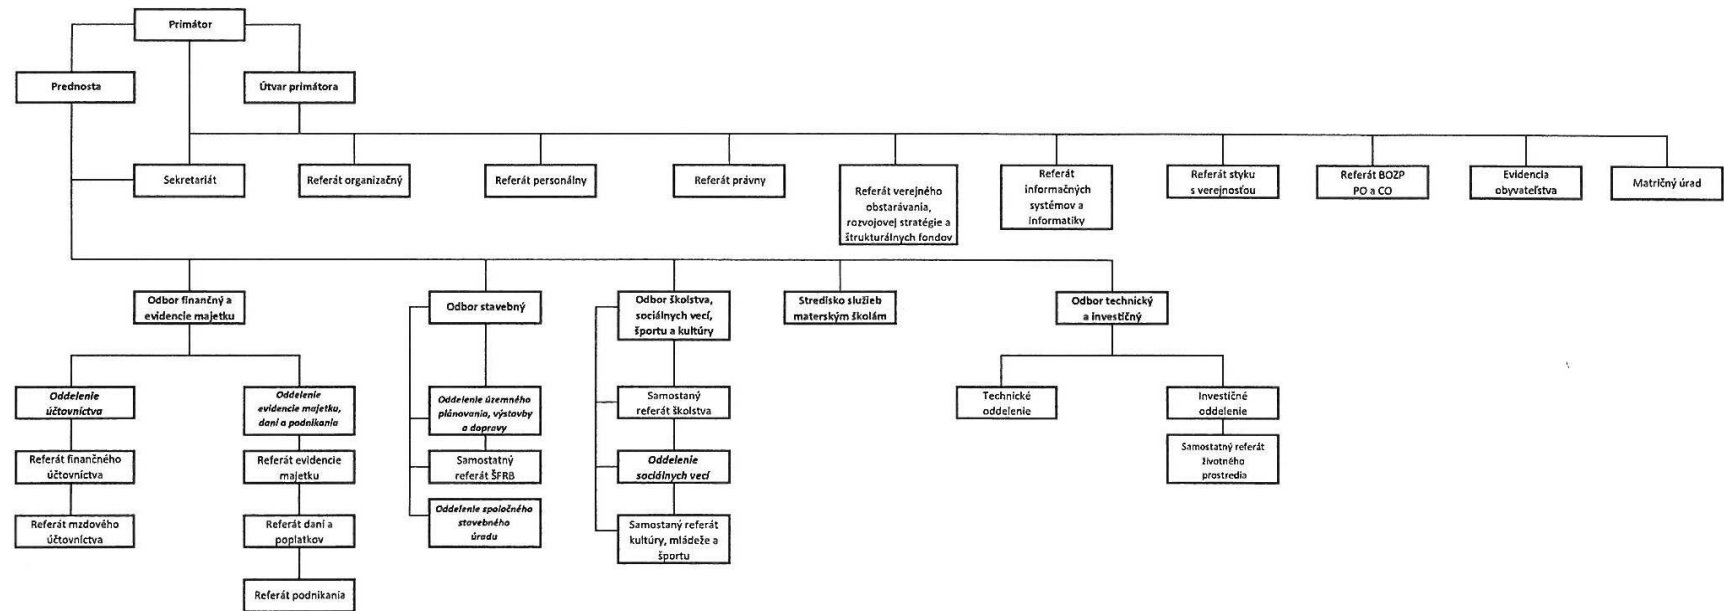 Primátor
Prednosta
Útvar primátora
Sekretariát
Referát organizačný
Referát personálny
Referát právny
Referát verejného
obstarávania,
rozvojovej stratégie a
štrukturálnych fondov
Referát
informačných
systémov a
informatiky
Referát styku
s verejnosťou
Referát BOZP
PO a CO
Evidencia
obyvateľstva
Matričný úrad
Odbor finančný a
evidencie majetku
Odbor stavebný
Odbor školstva,
sociálnych vecí,
športu a kultúry
Stredisko služieb
materským školám
Odbor technický
a investičný
Oddelenie
účtovníctva
Oddelenie
evidencie majetku,
daní a podnikania
Oddelenie územného
plánovania, výstavby
a dopravy
Samostaný
referát školstva
Technické
oddelenie
Investičné
oddelenie
Referát finančného
účtovníctva
Referát evidencie
majetku
Samostatný
referát ŠFRB
Oddelenie
sociálnych vecí
Samostatný referát
životného
prostredia
Referát mzdového
účtovníctva
Referát daní a
poplatkov
Oddelenie spoločného
stavebného
úradu
Samostaný referát
kultúry, mládeže a
športu
Referát podnikania